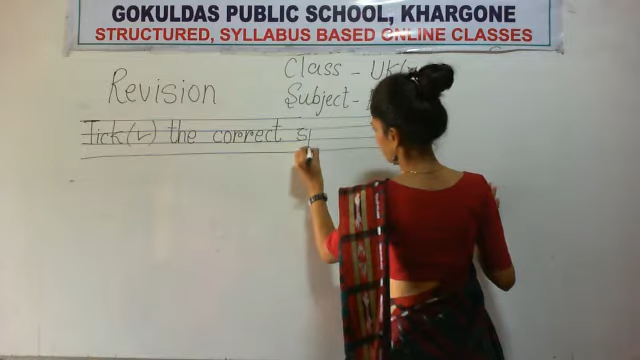 GOKULDAS PUBLIC SCHOOL, KHARGONE
STRUCTURED, SYLLABUS BASED ONLINE CLASSES
Class - UK
Revision
Subject -
Tick (✓) the correct